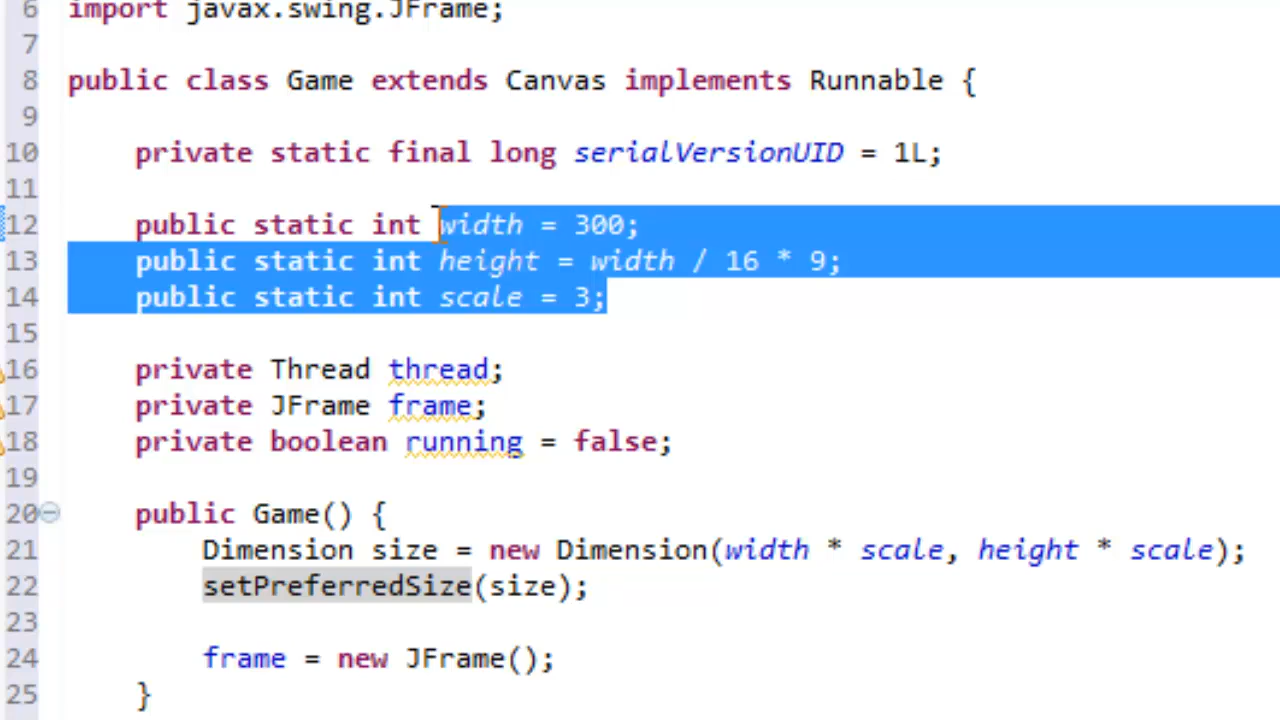 6 import javax.swing.JFrame;
7
8 public class Game extends Canvas implements Runnable {
9
10 private static final long serialVersionUID = 1L;
11
12 public static int width = 300;
13 public static int height = width / 16 * 9;
14 public static int scale = 3;
15
16 private Thread thread;
17 private JFrame frame;
18 private boolean running = false;
19
20 public Game() {
21 Dimension size = new Dimension(width * scale, height * scale);
22 setPreferredSize(size);
23
24 frame = new JFrame();
25 }